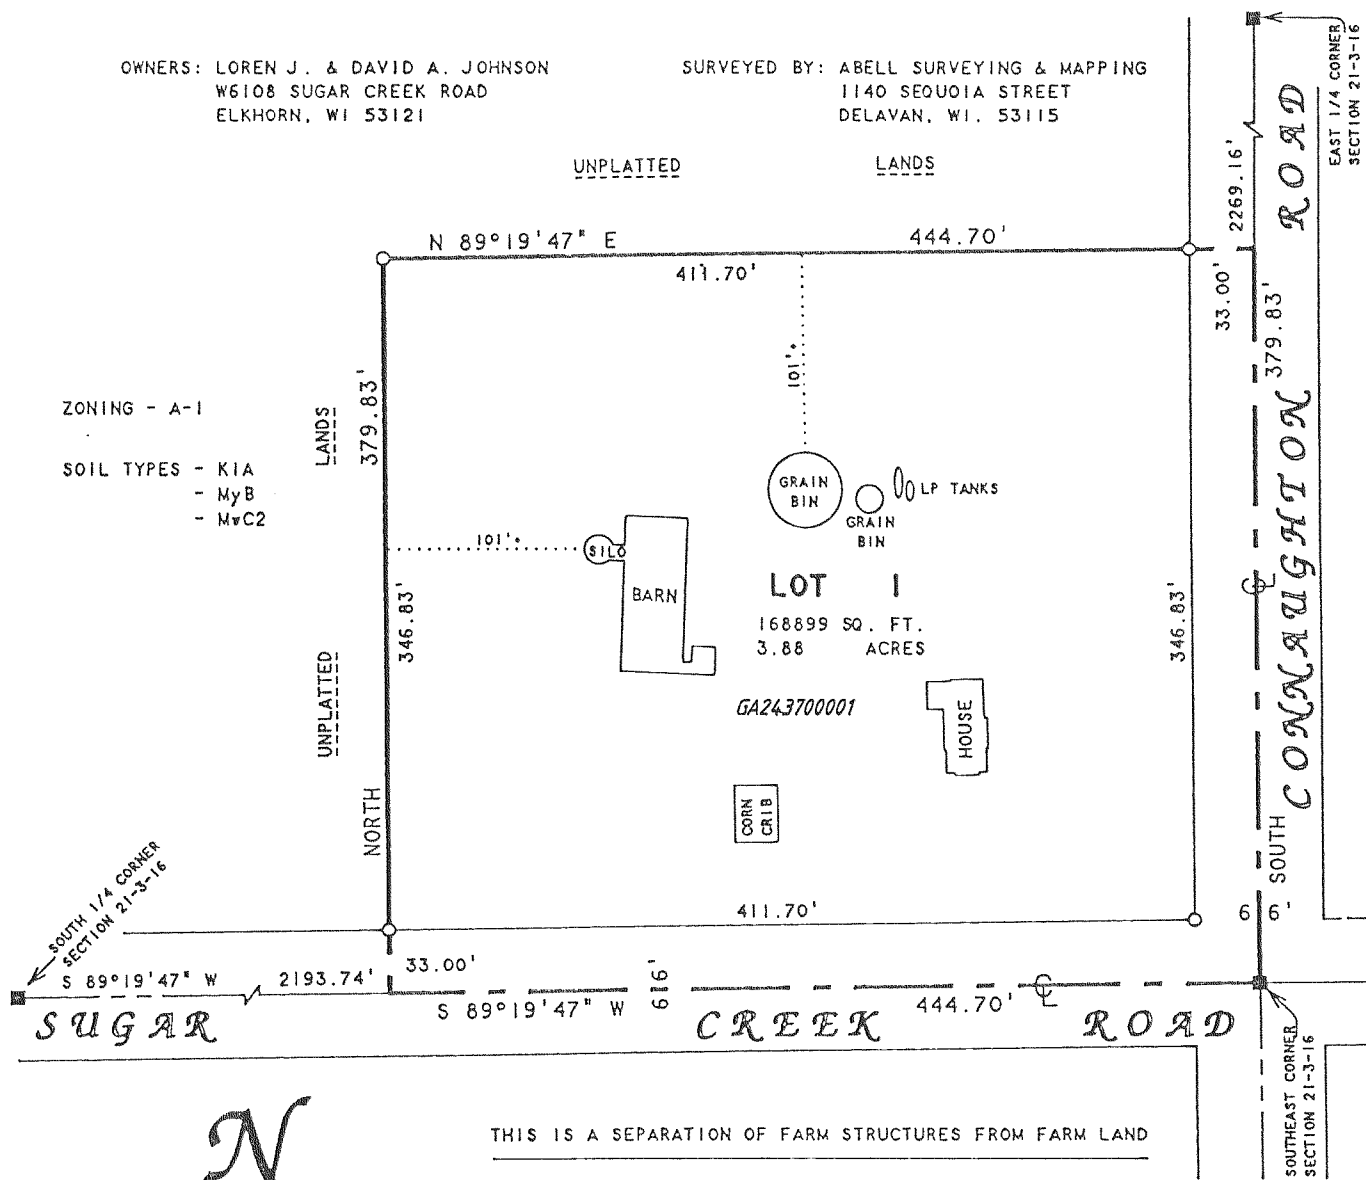 OWNERS: LOREN J. & DAVID A. JOHNSON
W6108 SUGAR CREEK ROAD
ELKHORN, WI 53121
SURVEYED BY: ABELL SURVEYING & MAPPING
1140 SEQUOIA STREET
DELAVAN, WI. 53115
EAST 1/4 CORNER
SECTION 21-3-16
UNPLATTED LANDS
2269.16'
N 89°19'47" E 444.70'
411.70'
33.00'
379.83'
CONNAUGHTON ROAD
101'±
ZONING - A-1
SOIL TYPES - KIA
- MyB
- MwC2
UNPLATTED LANDS
379.83'
346.83'
NORTH
GRAIN
BIN
GRAIN
BIN
LP TANKS
101'±
SILO
BARN
LOT 1
168899 SQ. FT.
3.88 ACRES
346.83'
GA243700001
HOUSE
CORN
CRIB
SOUTH
66'
SOUTH 1/4 CORNER
SECTION 21-3-16
411.70'
S 89°19'47" W 2193.74'
33.00'
S 89°19'47" W
66'
444.70'
CL
CL
SUGAR CREEK ROAD
SOUTHEAST CORNER
SECTION 21-3-16
N
THIS IS A SEPARATION OF FARM STRUCTURES FROM FARM LAND